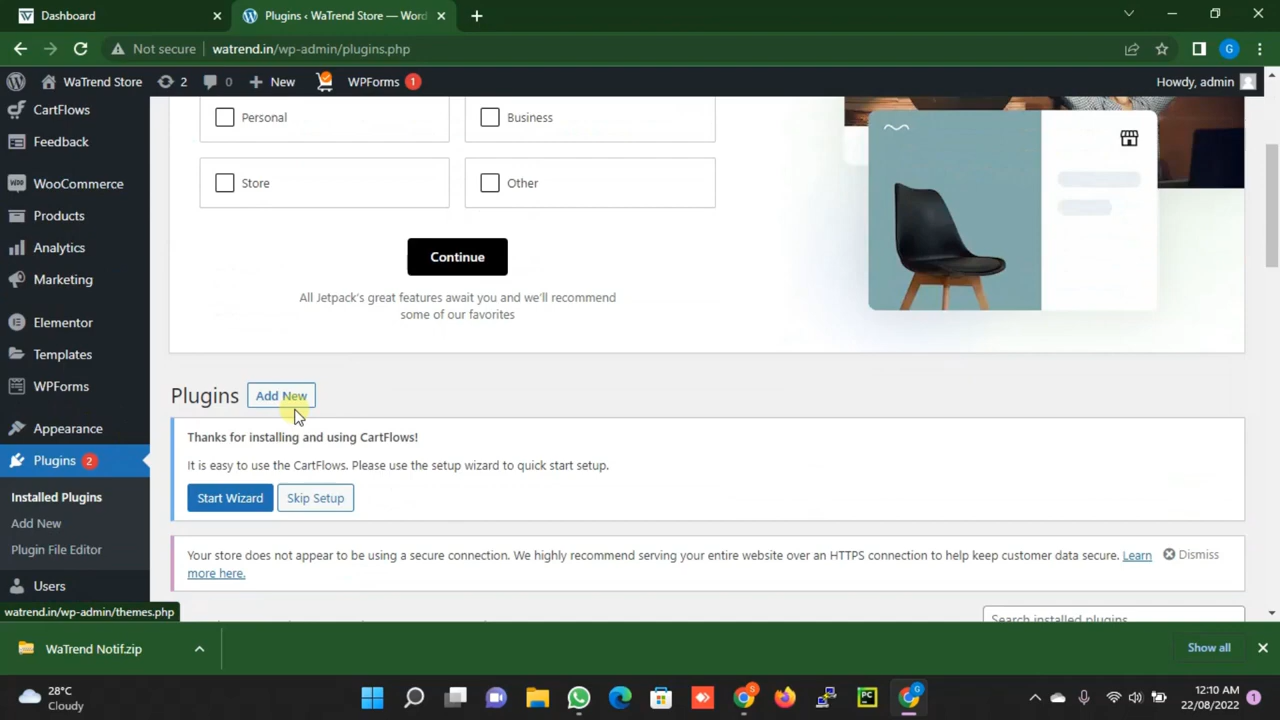 Dashboard
Plugins ‹ WaTrend Store — Word
Not secure
watrend.in/wp-admin/plugins.php
G
WaTrend Store
2
0
New
WPForms
1
Howdy, admin
CartFlows
Feedback
WooCommerce
Products
Analytics
Marketing
Elementor
Templates
WPForms
Appearance
Plugins 2
Installed Plugins
Add New
Plugin File Editor
Users
watrend.in/wp-admin/themes.php
Personal
Business
Store
Other
Continue
All Jetpack's great features await you and we'll recommend
some of our favorites
Plugins
Add New
Thanks for installing and using CartFlows!
It is easy to use the CartFlows. Please use the setup wizard to quick start setup.
Start Wizard
Skip Setup
Your store does not appear to be using a secure connection. We highly recommend serving your entire website over an HTTPS connection to help keep customer data secure. Learn
more here.
Dismiss
Search installed plugins
WaTrend Notif.zip
Show all
28°C
Cloudy
S
PC
G
12:10 AM
22/08/2022
1